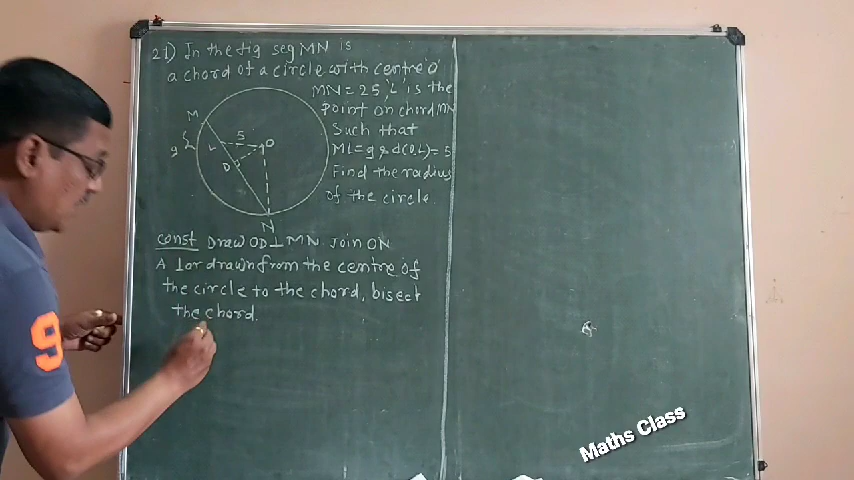 21) In the fig seg MN is
a chord of a circle with centre O
MN = 25, 'L' is the
point on chord MN
Such that
ML = 9 & d(O,L) = 5
Find the radius
of the circle.
M
9
L
5
O
D
N
const Draw OD ⊥ MN Join ON
A ⊥or drawn from the centre of
the circle to the chord, bisect
the chord.
Maths Class
9